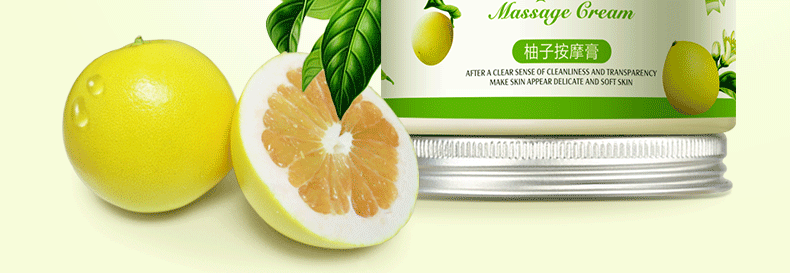 Massage Cream
柚子按摩膏
AFTER A CLEAR SENSE OF CLEANLINESS AND TRANSPARENCY
MAKE SKIN APPEAR DELICATE AND SOFT SKIN